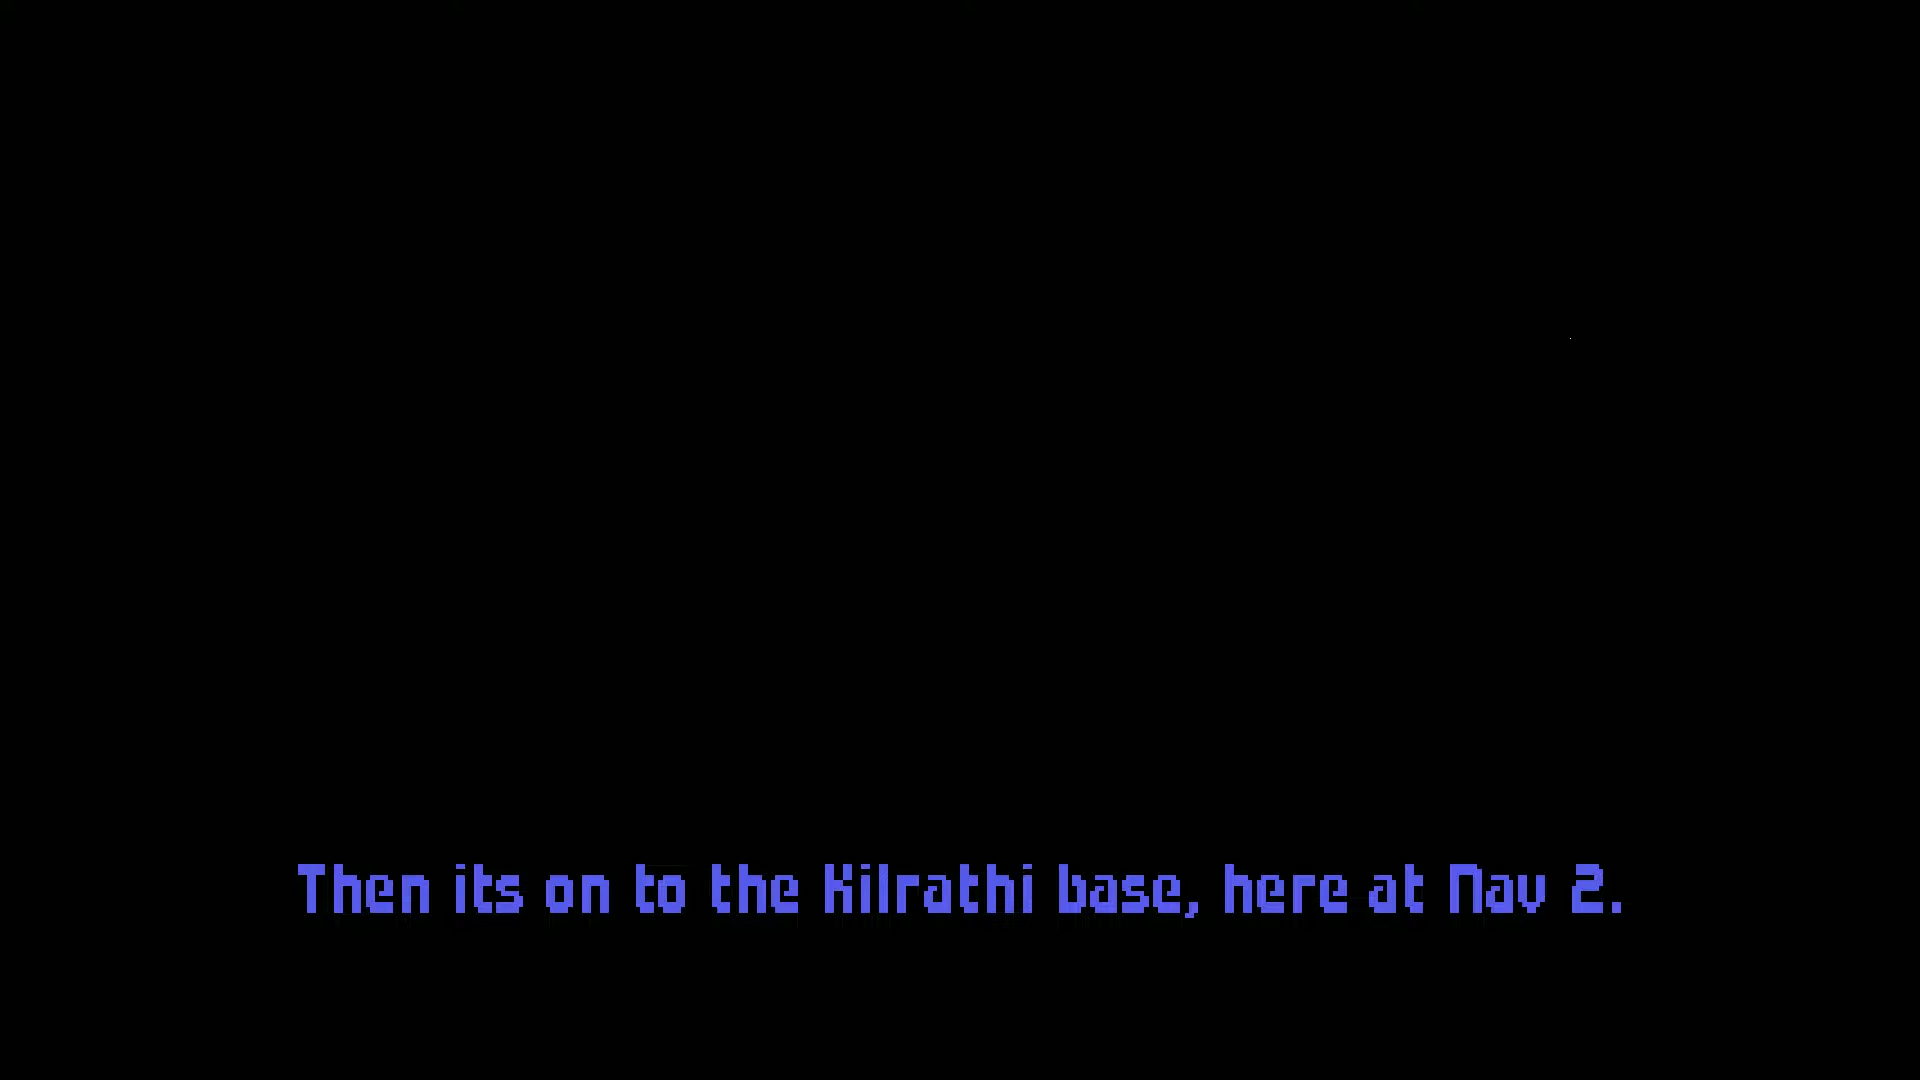 Then its on to the Kilrathi base, here at Nav 2.